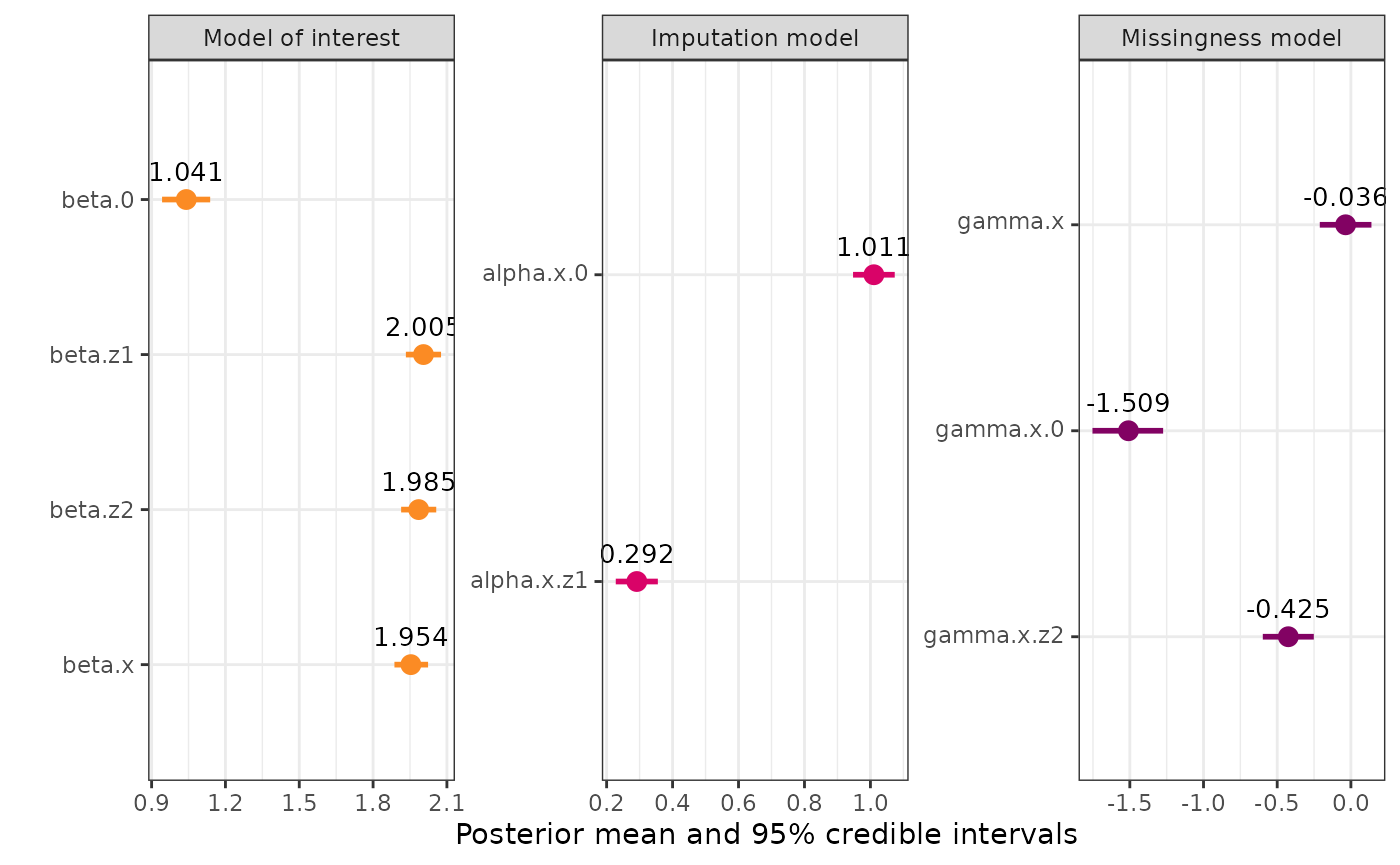 Model of interest
Imputation model
Missingness model
beta.0
1.041
beta.z1
2.005
beta.z2
1.985
beta.x
1.954
0.9 1.2 1.5 1.8 2.1
alpha.x.0
1.011
alpha.x.z1
0.292
0.2 0.4 0.6 0.8 1.0
gamma.x
-0.036
gamma.x.0
-1.509
gamma.x.z2
-0.425
-1.5 -1.0 -0.5 0.0
Posterior mean and 95% credible intervals